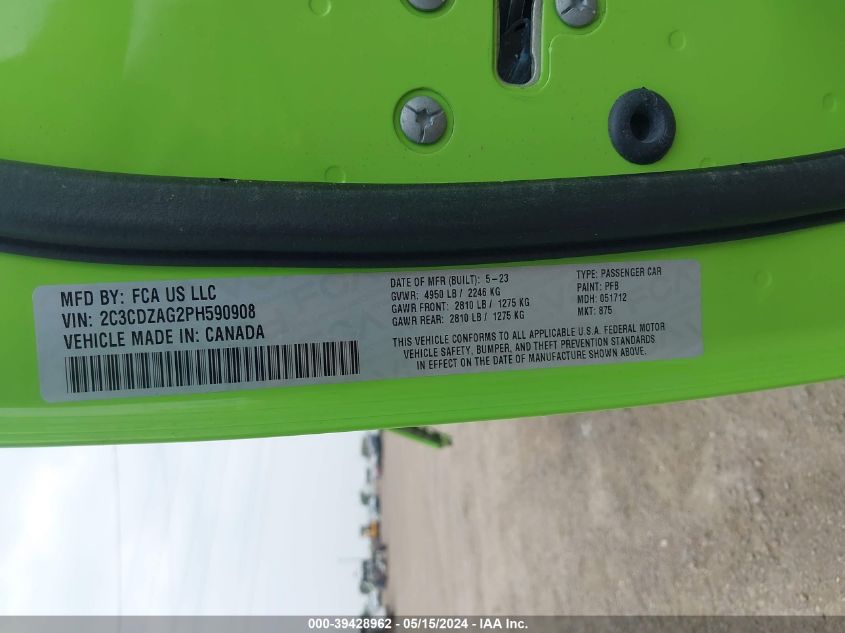 MFD BY: FCA US LLC
VIN: 2C3CDZAG2PH590908
VEHICLE MADE IN: CANADA
DATE OF MFR (BUILT): 5-23
GVWR: 4950 LB / 2246 KG
GAWR FRONT: 2810 LB / 1275 KG
GAWR REAR: 2810 LB / 1275 KG
TYPE: PASSENGER CAR
PAINT: PFB
MDH: 051712
MKT: 875
THIS VEHICLE CONFORMS TO ALL APPLICABLE U.S.A. FEDERAL MOTOR
VEHICLE SAFETY, BUMPER, AND THEFT PREVENTION STANDARDS
IN EFFECT ON THE DATE OF MANUFACTURE SHOWN ABOVE.
000-39428962 - 05/15/2024 - IAA Inc.